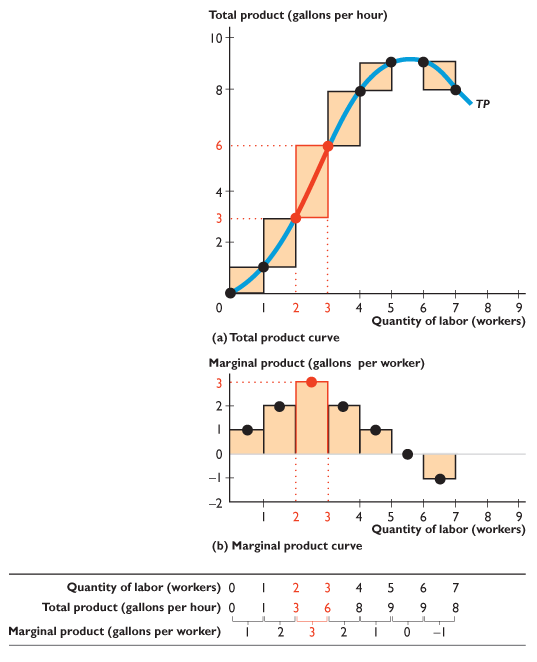 Total product (gallons per hour)
10
8
6
4
3
2
TP
0 1 2 3 4 5 6 7 8 9
Quantity of labor (workers)
(a) Total product curve
Marginal product (gallons per worker)
3
2
1
0
–1
–2
1 2 3 4 5 6 7 8 9
Quantity of labor (workers)
(b) Marginal product curve
Quantity of labor (workers) 0 1 2 3 4 5 6 7
Total product (gallons per hour) 0 1 3 6 8 9 9 8
Marginal product (gallons per worker) 1 2 3 2 1 0 –1